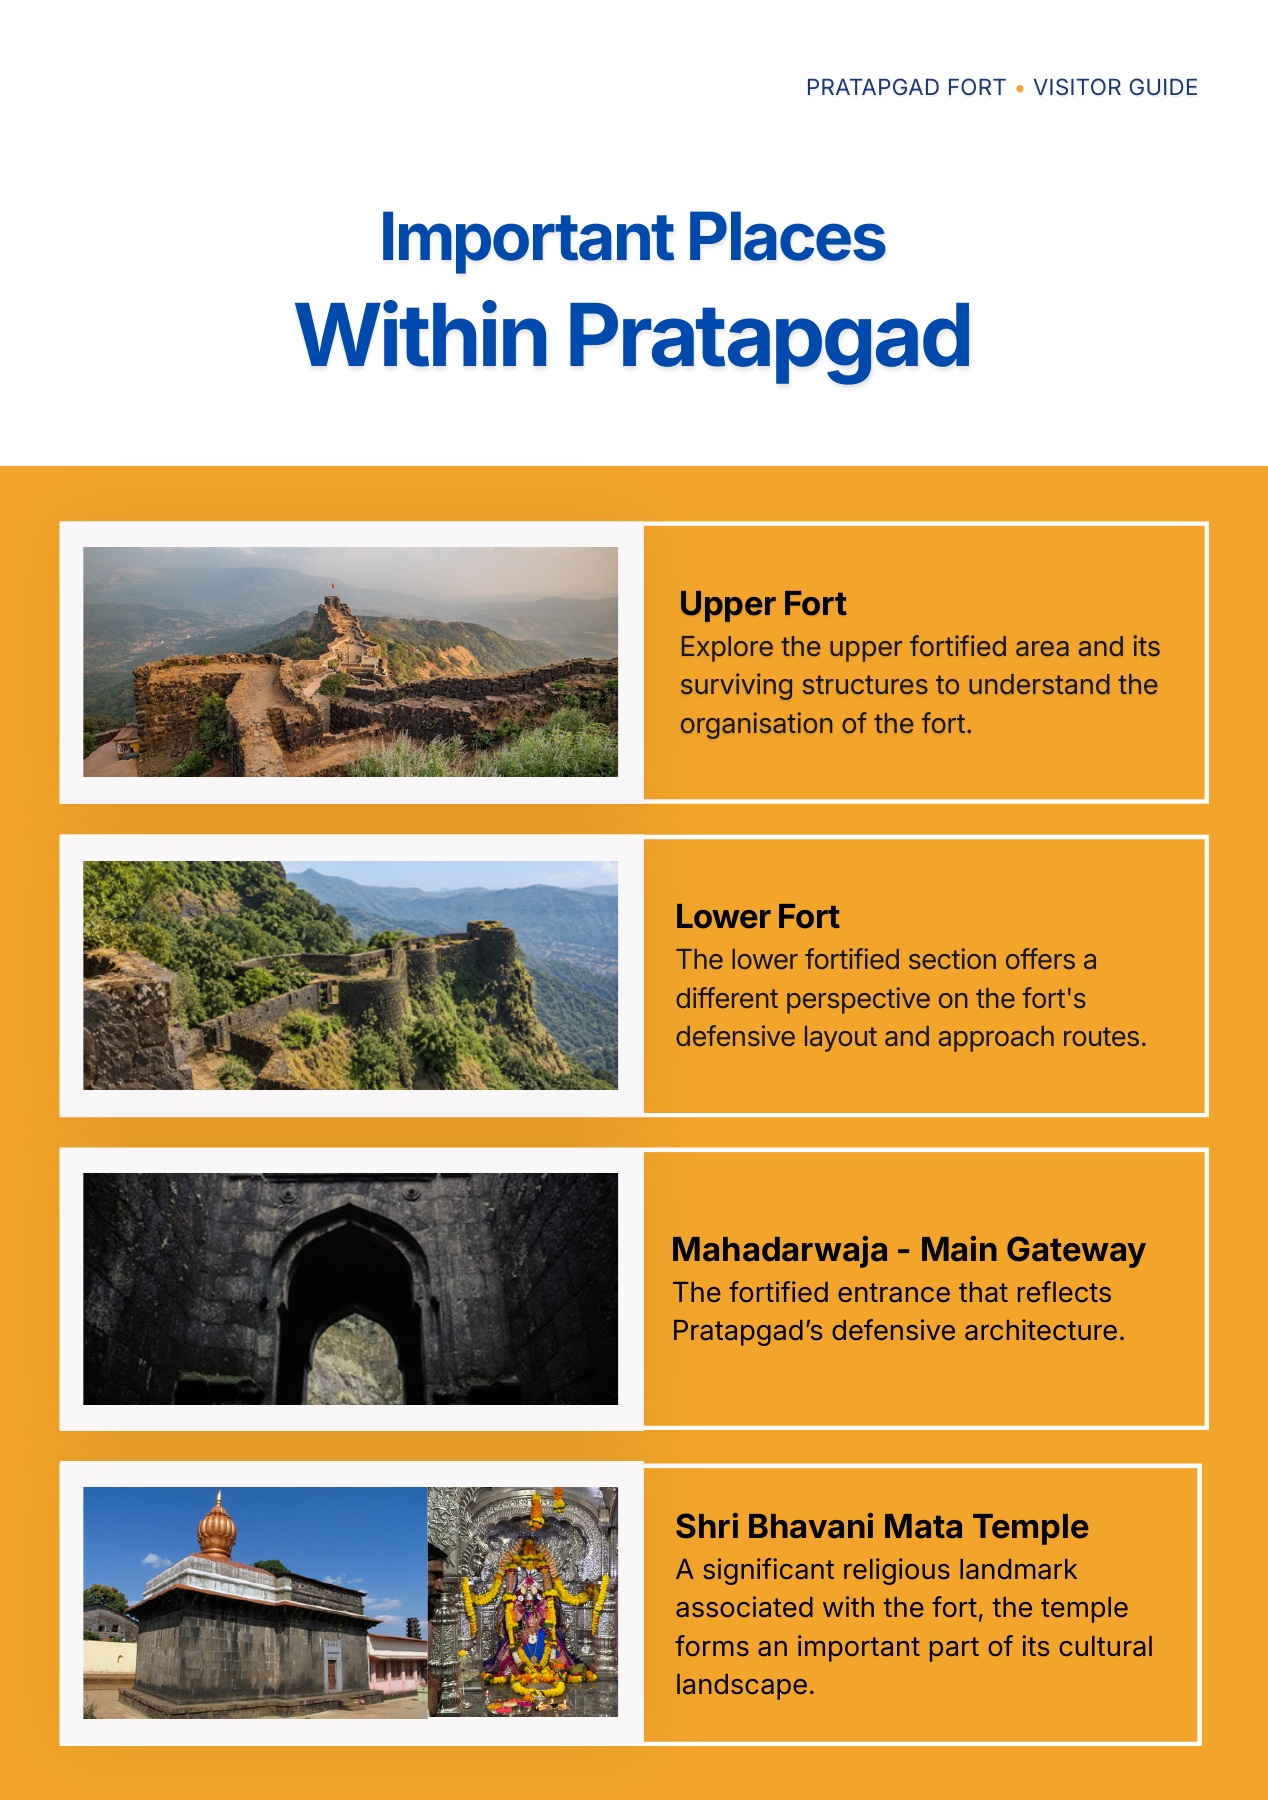 PRATAPGAD FORT • VISITOR GUIDE
Important Places
Within Pratapgad
Upper Fort
Explore the upper fortified area and its
surviving structures to understand the
organisation of the fort.
Lower Fort
The lower fortified section offers a
different perspective on the fort's
defensive layout and approach routes.
Mahadarwaja - Main Gateway
The fortified entrance that reflects
Pratapgad’s defensive architecture.
Shri Bhavani Mata Temple
A significant religious landmark
associated with the fort, the temple
forms an important part of its cultural
landscape.